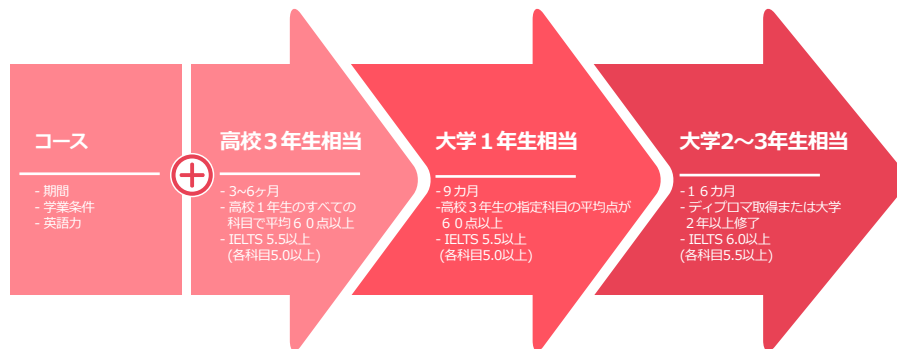 コース
- 期間
- 学業条件
- 英語力
高校３年生相当
- 3~6ヶ月
- 高校１年生のすべての
科目で平均６０点以上
- IELTS 5.5以上
(各科目5.0以上)
大学１年生相当
-９カ月
-高校３年生の指定科目の平均点が
６０点以上
- IELTS 5.5以上
(各科目5.0以上)
大学2〜3年生相当
-１６カ月
- ディプロマ取得または大学
２年以上修了
- IELTS 6.0以上
(各科目5.5以上)